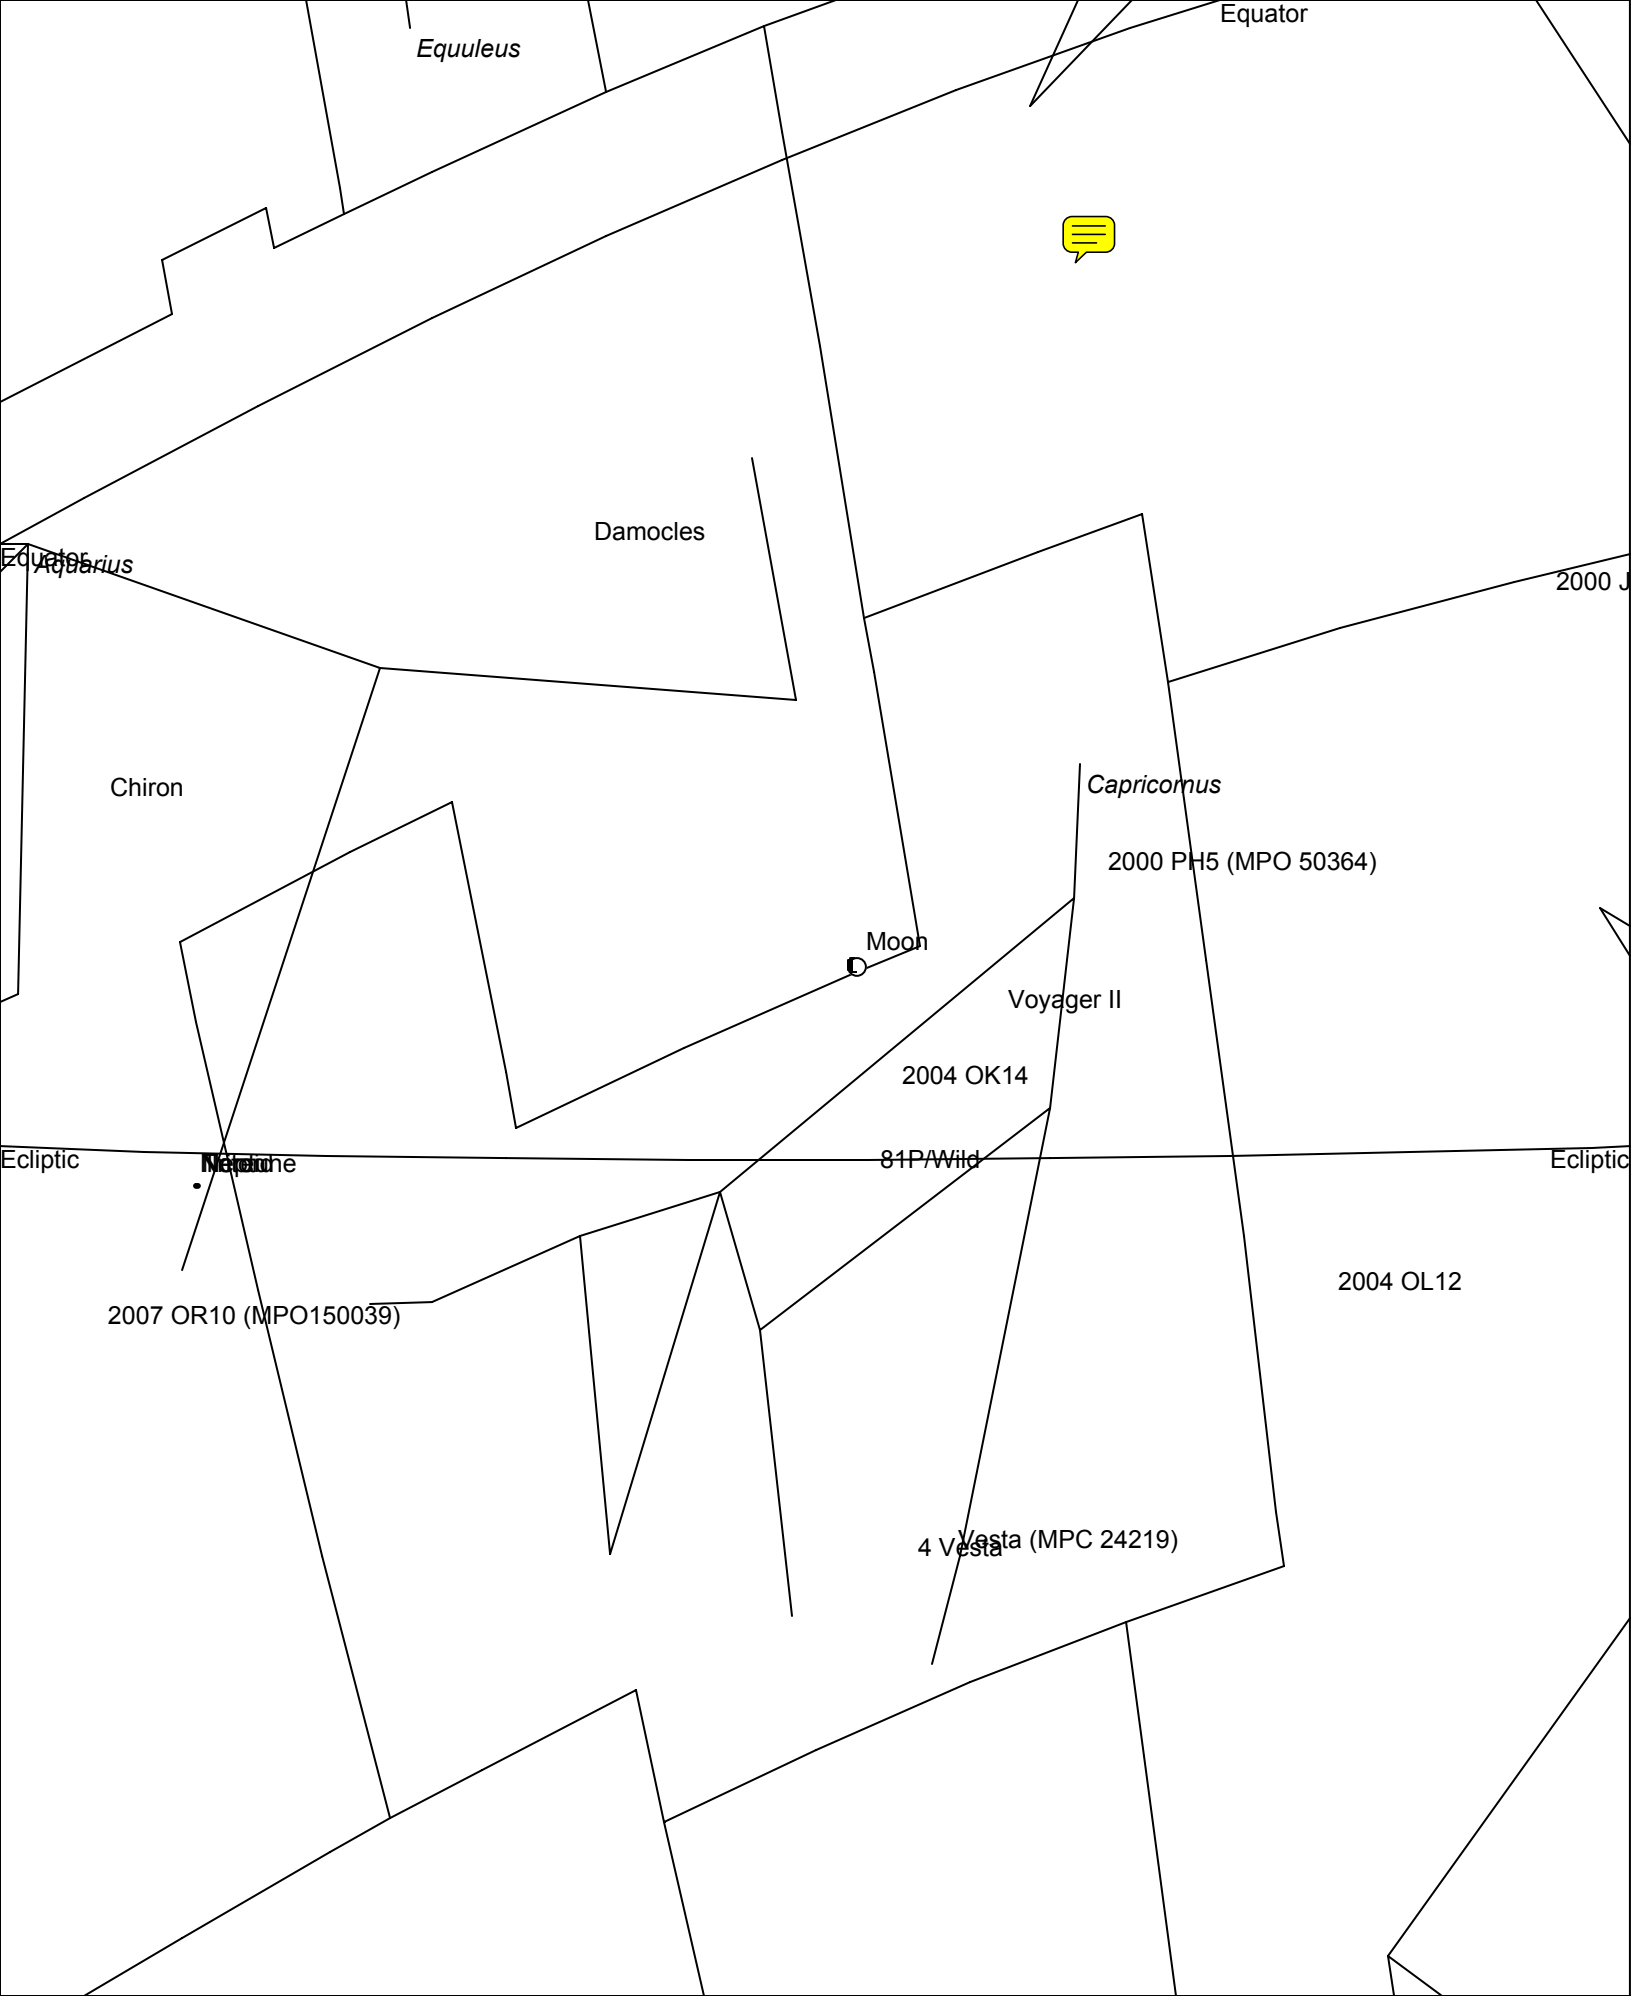 Equator
Equuleus
Damocles
Equator
Aquarius
2000 J
Chiron
Capricornus
2000 PH5 (MPO 50364)
Moon
Voyager II
2004 OK14
Ecliptic
81P/Wild
Ecliptic
2004 OL12
2007 OR10 (MPO150039)
Vesta (MPC 24219)
4 Vesta